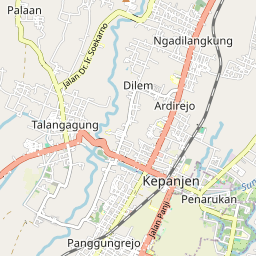 Palaan
Jalan Dr. Ir. Soekarno
Ngadilangkung
Dilem
Ardirejo
Talangagung
Kepanjen
Penarukan
Jalan Panji
Panggungrejo